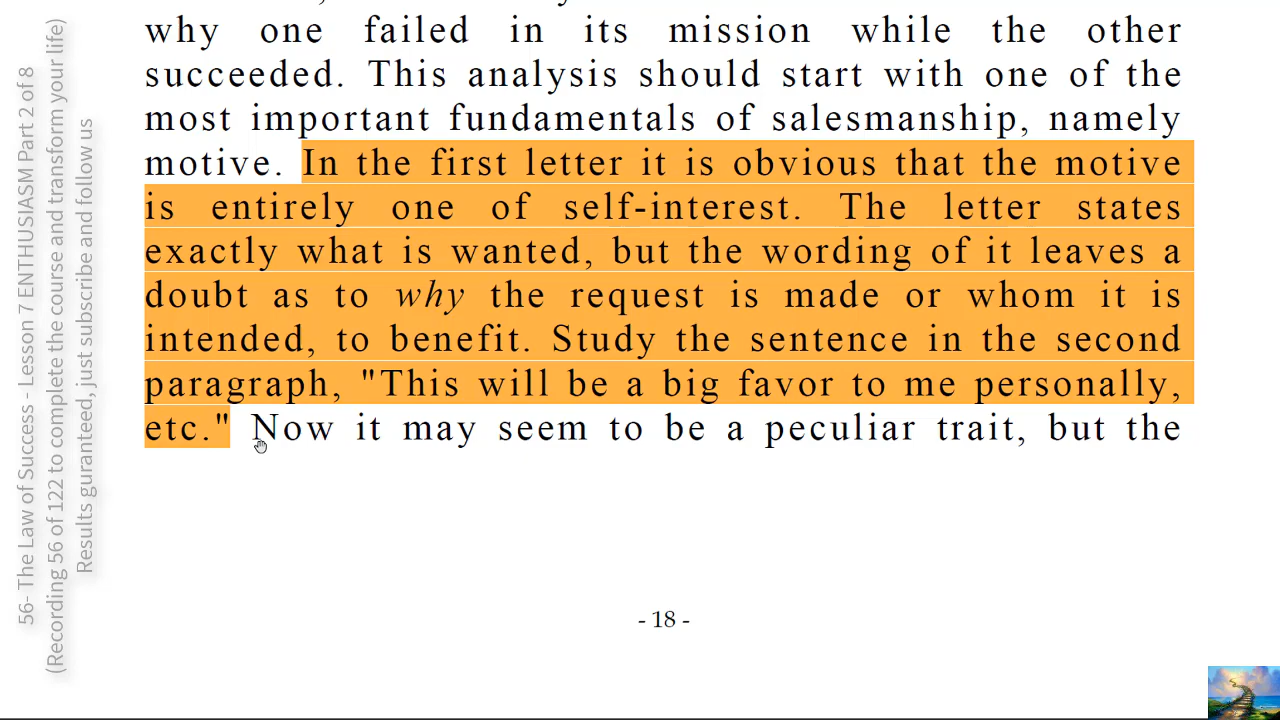 why one failed in its mission while the other
succeeded. This analysis should start with one of the
most important fundamentals of salesmanship, namely
motive. In the first letter it is obvious that the motive
is entirely one of self-interest. The letter states
exactly what is wanted, but the wording of it leaves a
doubt as to why the request is made or whom it is
intended, to benefit. Study the sentence in the second
paragraph, "This will be a big favor to me personally,
etc." Now it may seem to be a peculiar trait, but the
- 18 -
56- The Law of Success - Lesson 7 ENTHUSIASM Part 2 of 8
(Recording 56 of 122 to complete the course and transform your life)
Results guranteed, just subscribe and follow us